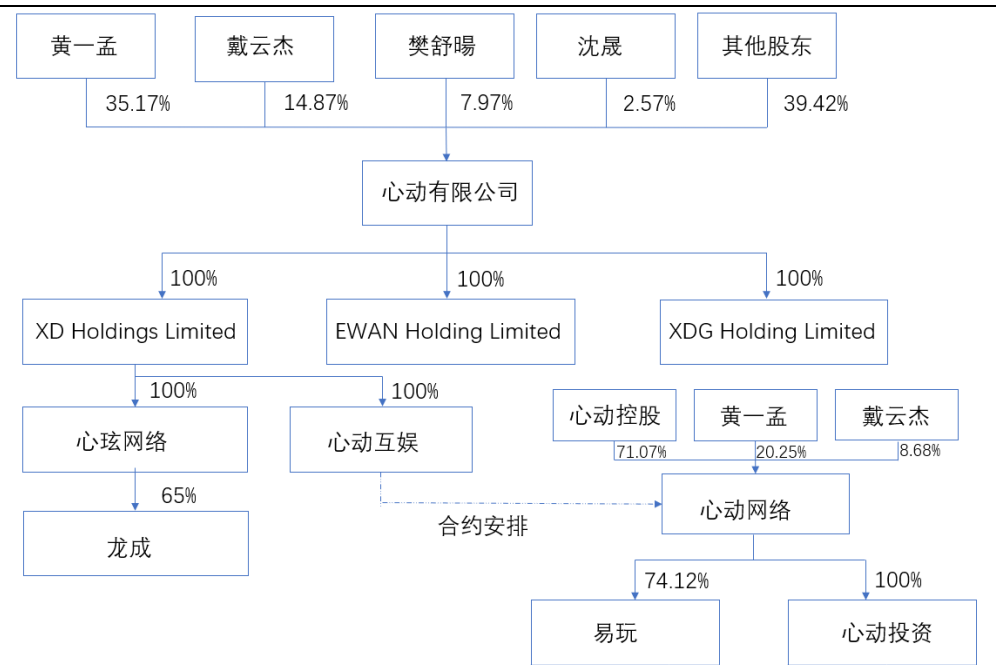 黄一孟
戴云杰
樊舒暘
沈晟
其他股东
35.17%
14.87%
7.97%
2.57%
39.42%
心动有限公司
100%
100%
100%
XD Holdings Limited
EWAN Holding Limited
XDG Holding Limited
100%
100%
心动控股
黄一孟
戴云杰
心玹网络
心动互娱
71.07%
20.25%
8.68%
65%
心动网络
合约安排
龙成
74.12%
100%
易玩
心动投资